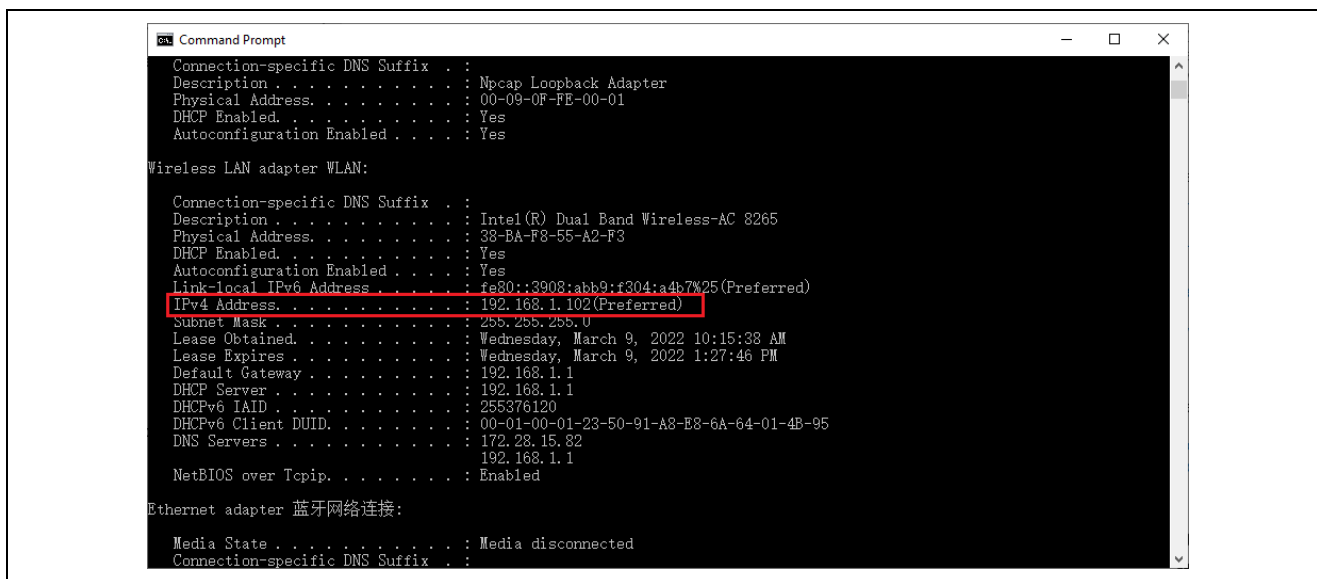 Command Prompt
Connection-specific DNS Suffix . :
Description . . . . . . . . . . . : Npcap Loopback Adapter
Physical Address. . . . . . . . . : 00-09-0F-FE-00-01
DHCP Enabled. . . . . . . . . . . : Yes
Autoconfiguration Enabled . . . . : Yes
Wireless LAN adapter WLAN:
Connection-specific DNS Suffix . :
Description . . . . . . . . . . . : Intel(R) Dual Band Wireless-AC 8265
Physical Address. . . . . . . . . : 38-BA-F8-55-A2-F3
DHCP Enabled. . . . . . . . . . . : Yes
Autoconfiguration Enabled . . . . : Yes
Link-local IPv6 Address . . . . . : fe80::3908:abb9:f304:a4b7%25(Preferred)
IPv4 Address. . . . . . . . . . . : 192.168.1.102(Preferred)
Subnet Mask . . . . . . . . . . . : 255.255.255.0
Lease Obtained. . . . . . . . . . : Wednesday, March 9, 2022 10:15:38 AM
Lease Expires . . . . . . . . . . : Wednesday, March 9, 2022 1:27:46 PM
Default Gateway . . . . . . . . . : 192.168.1.1
DHCP Server . . . . . . . . . . . : 192.168.1.1
DHCPv6 IAID . . . . . . . . . . . : 255376120
DHCPv6 Client DUID. . . . . . . . : 00-01-00-01-23-50-91-A8-E8-6A-64-01-4B-95
DNS Servers . . . . . . . . . . . : 172.28.15.82
192.168.1.1
NetBIOS over Tcpip. . . . . . . . : Enabled
Ethernet adapter 蓝牙网络连接:
Media State . . . . . . . . . . . : Media disconnected
Connection-specific DNS Suffix . :